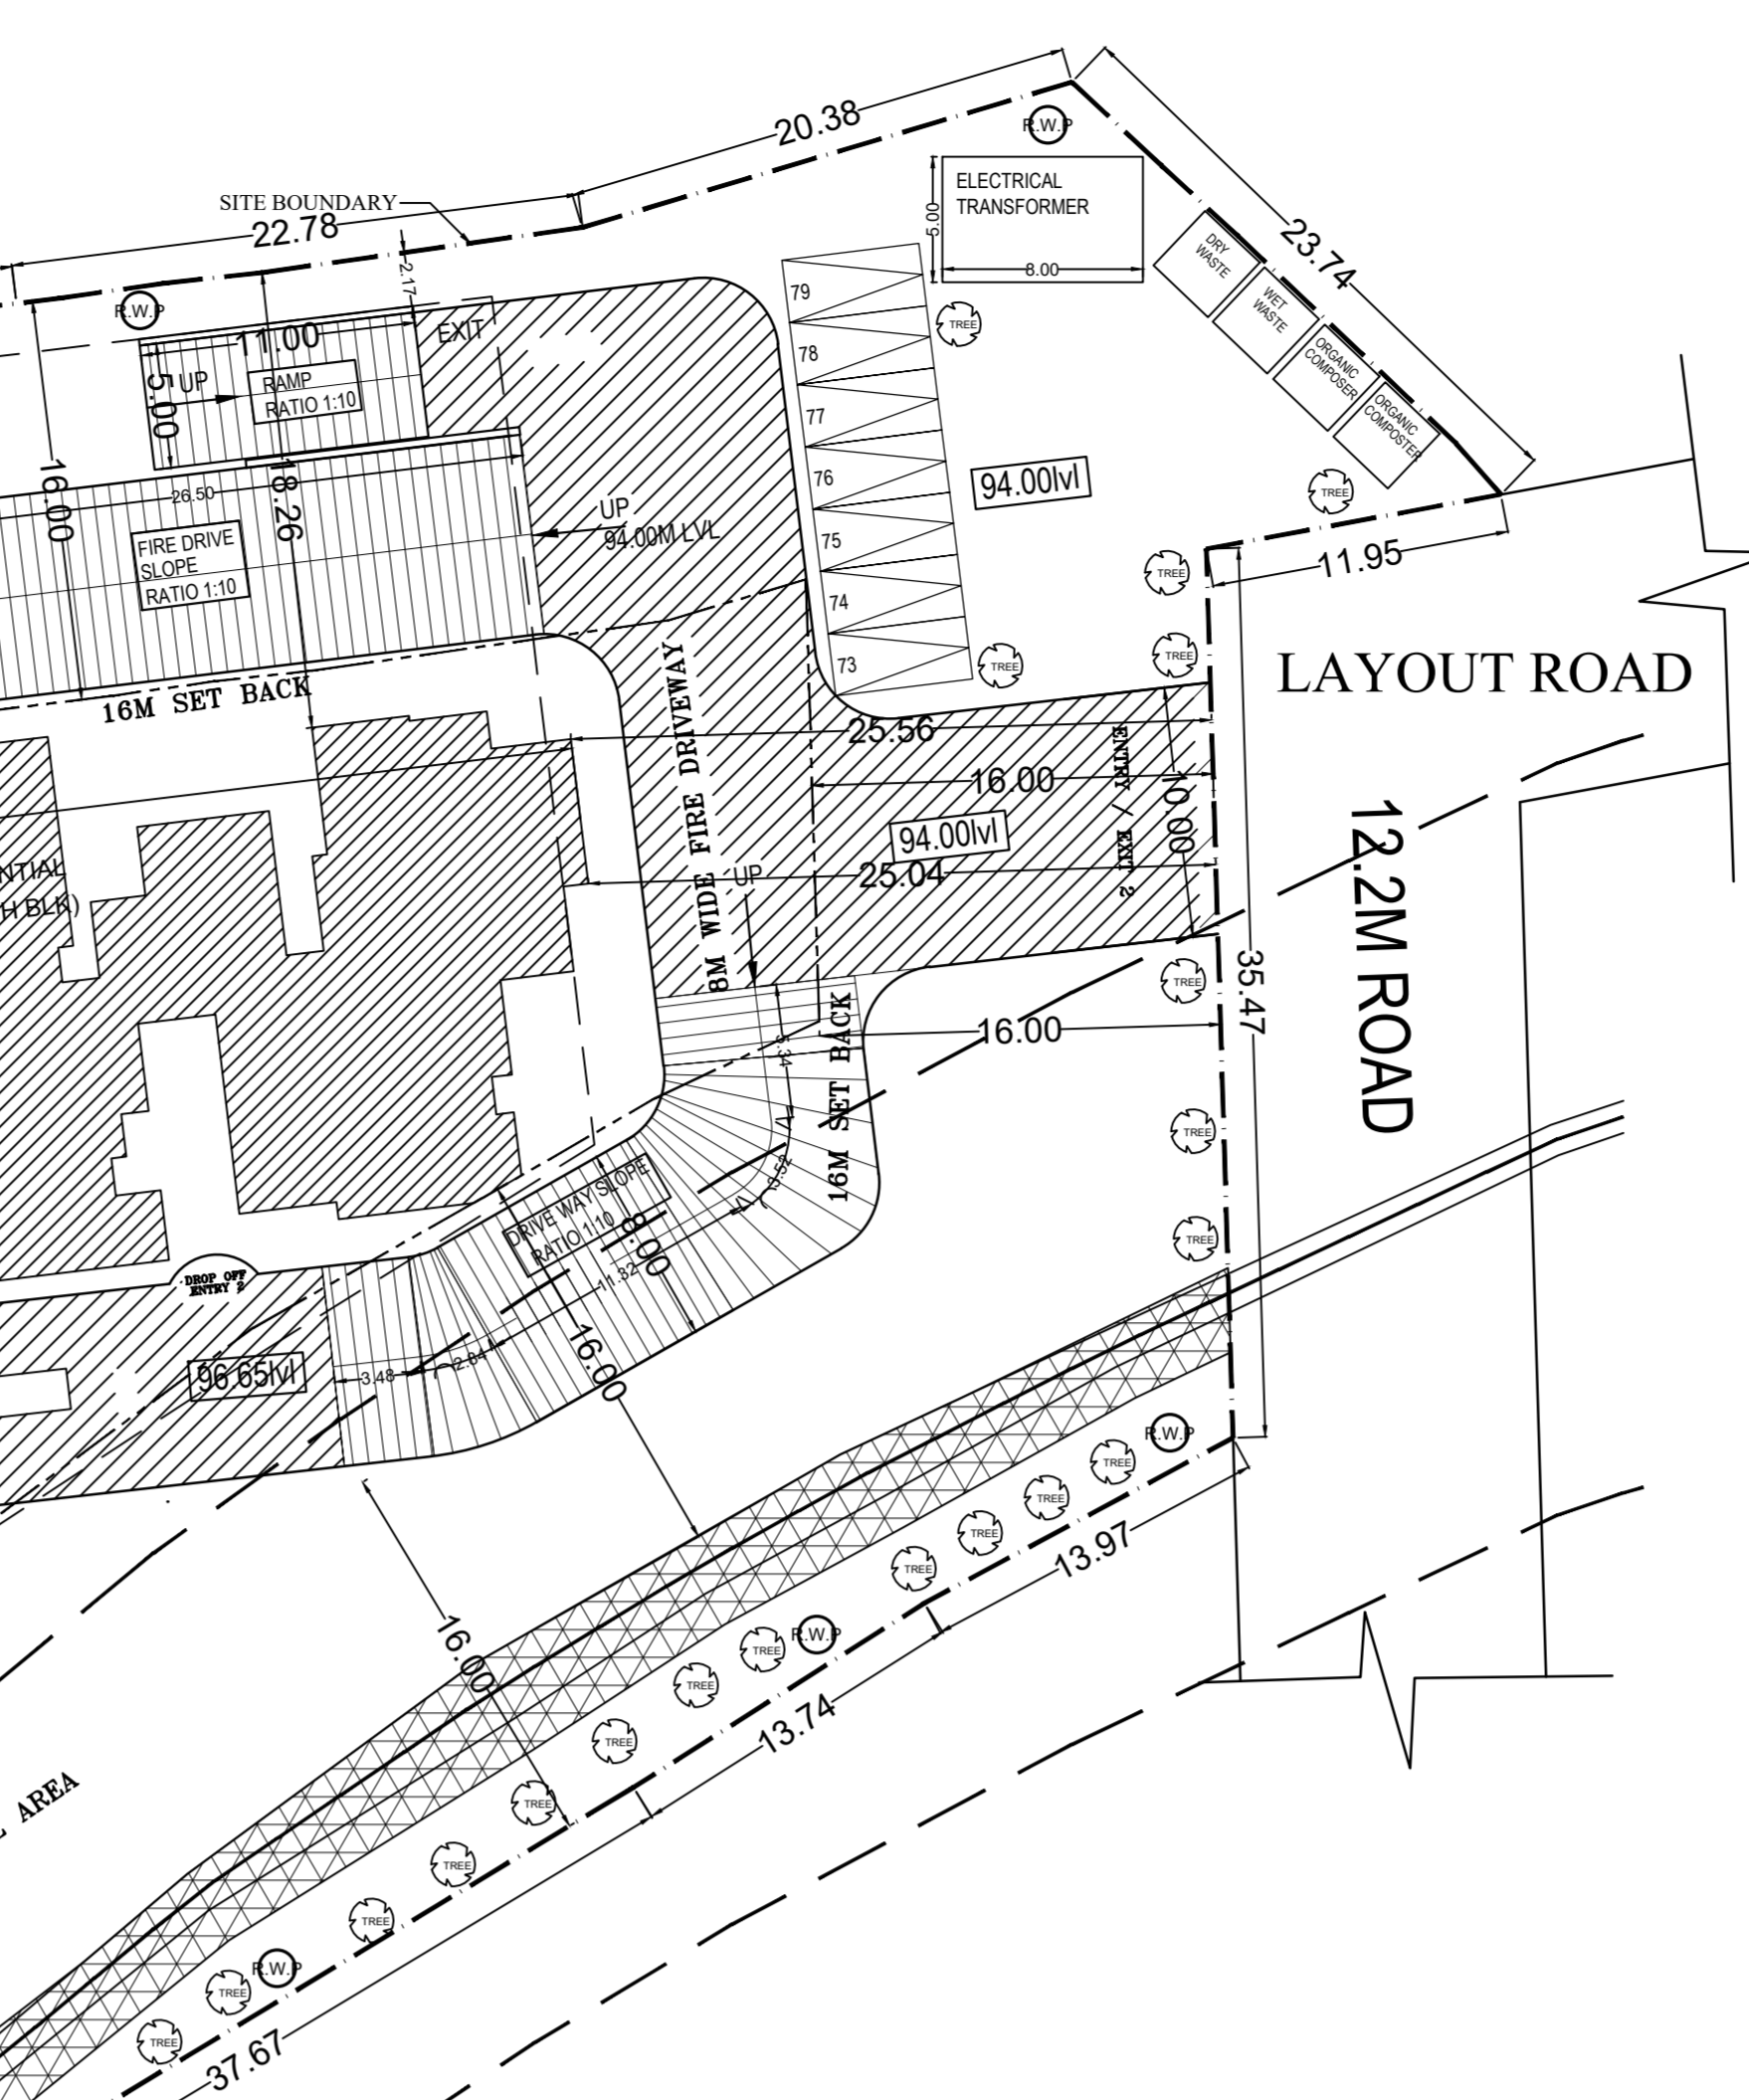 20.38
R.W.P
ELECTRICAL
TRANSFORMER
5.00
8.00
SITE BOUNDARY
22.78
23.74
DRY
WASTE
WET
WASTE
ORGANIC
COMPOSER
ORGANIC
COMPOSTER
2.17
R.W.P
11.00
EXIT
5.00
UP
RAMP
RATIO 1:10
79
78
77
76
75
74
73
TREE
TREE
94.00lvl
16.00
26.50
18.26
UP
94.00M LVL
FIRE DRIVE
SLOPE
RATIO 1:10
11.95
TREE
TREE
TREE
LAYOUT ROAD
16M SET BACK
8M WIDE FIRE DRIVEWAY
25.56
16.00
ENTRY / EXIT 2
10.00
94.00lvl
25.04
UP
12.2M ROAD
35.47
NTIAL
H BLK)
TREE
16.00
16M SET BACK
5.34
TREE
3.52
TREE
DRIVE WAY SLOPE
RATIO 1:10
8.00
11.32
DROP OFF
ENTRY 2
96.65lvl
3.48
2.84
16.00
R.W.P
TREE
TREE
TREE
TREE
13.97
16.00
R.W.P
TREE
TREE
TREE
13.74
TREE
TREE
TREE
AREA
R.W.P
TREE
TREE
37.67